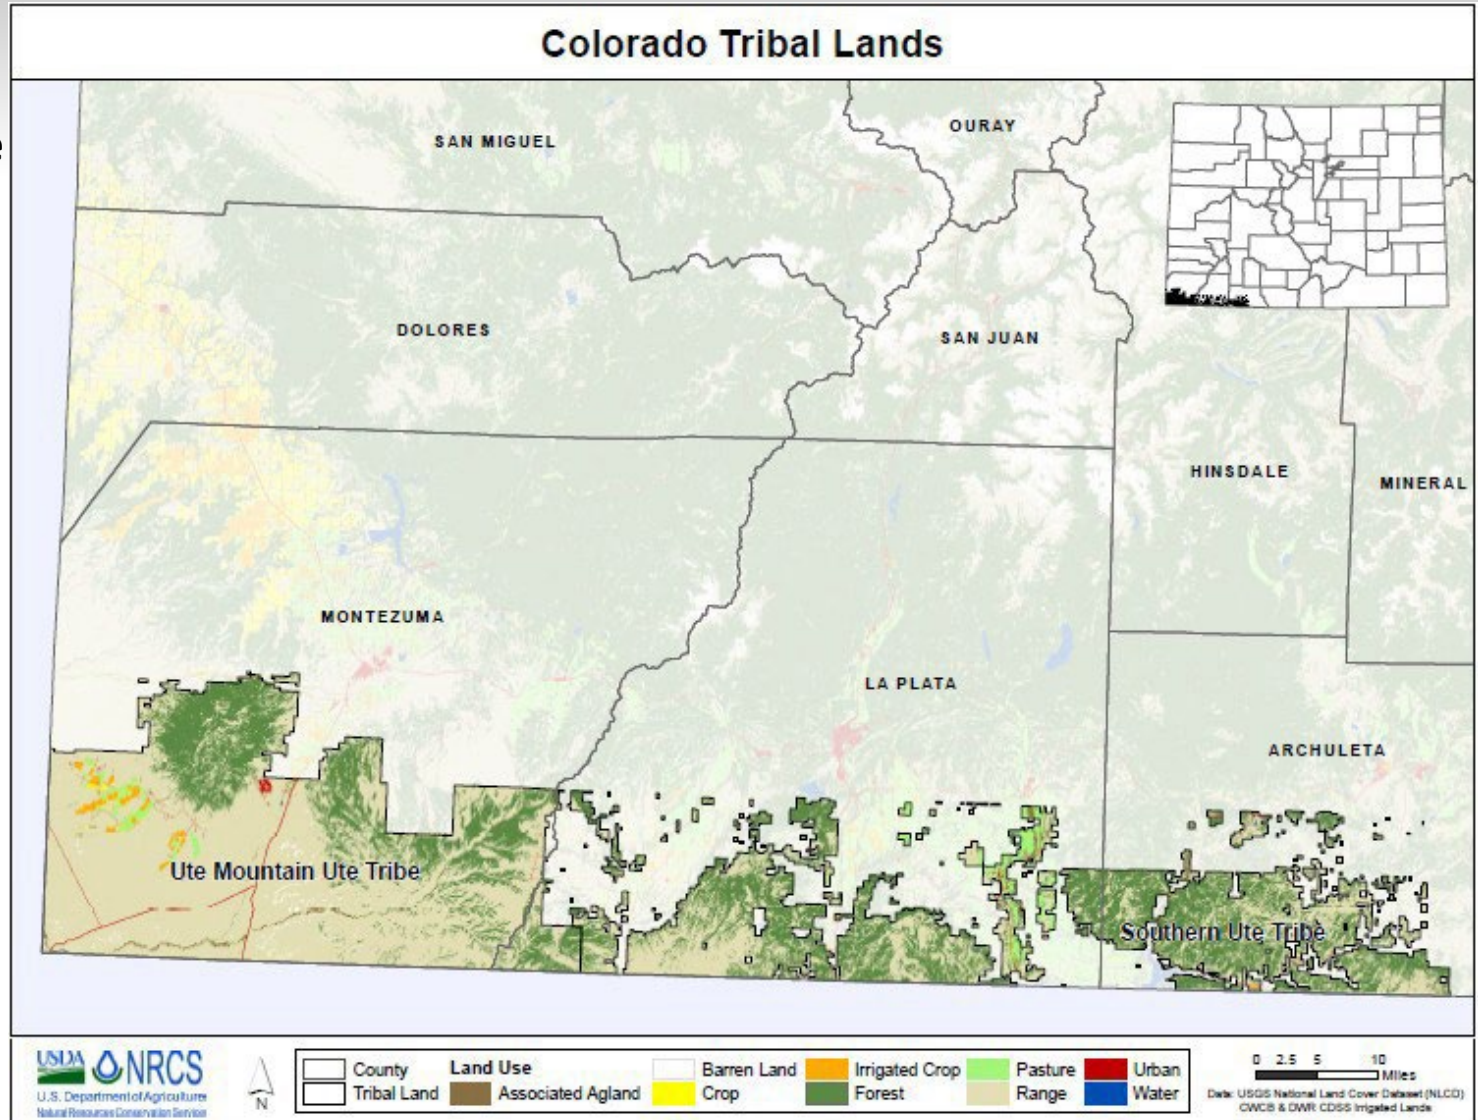 Colorado Tribal Lands
OURAY
SAN MIGUEL
DOLORES
SAN JUAN
HINSDALE
MINERAL
MONTEZUMA
LA PLATA
ARCHULETA
Ute Mountain Ute Tribe
Southern Ute Tribe
USDA NRCS
U.S. Department of Agriculture
Natural Resources Conservation Service
N
County
Tribal Land
Land Use
Associated Agland
Barren Land
Crop
Irrigated Crop
Forest
Pasture
Range
Urban
Water
0 2.5 5 10
Miles
Data: USGS National Land Cover Dataset (NLCD)
CWCB & DWR CDSS Irrigated Lands